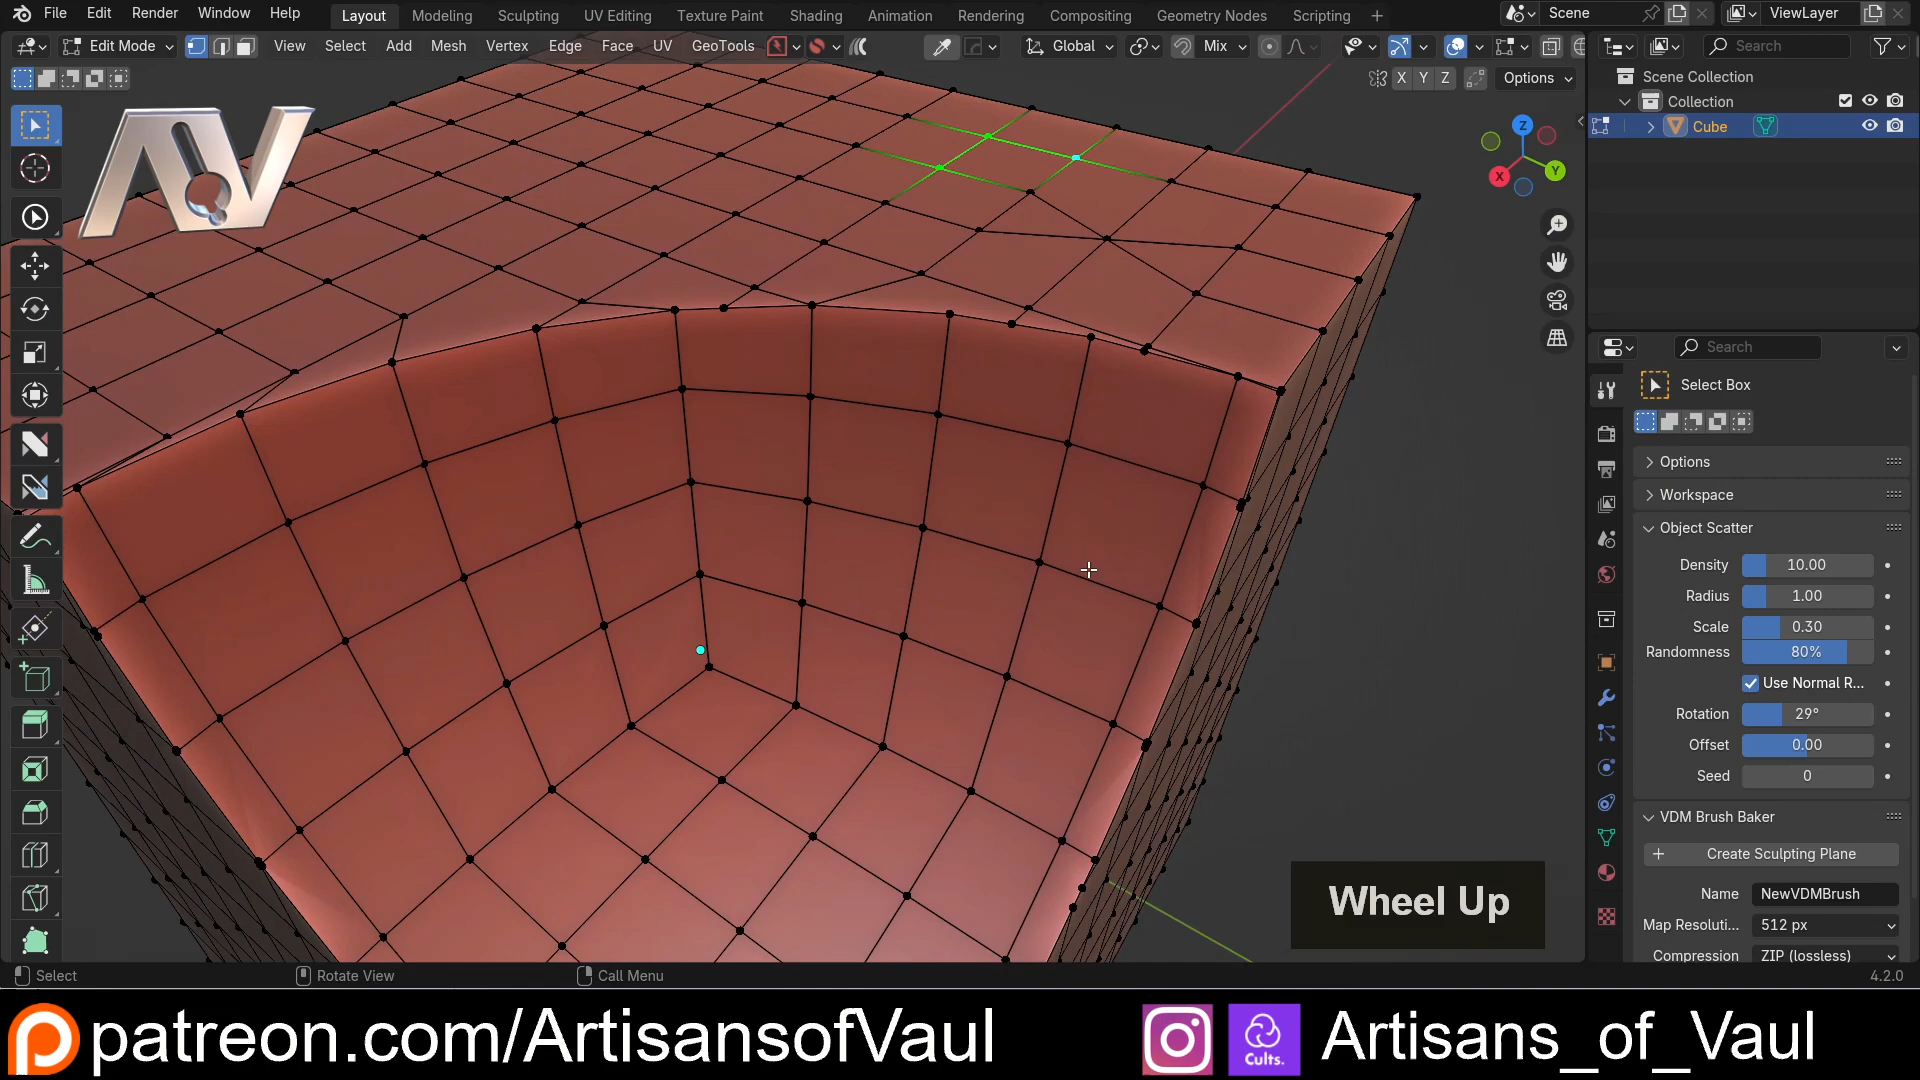 File Edit Render Window Help Layout Modeling Sculpting UV Editing Texture Paint Shading Animation Rendering Compositing Geometry Nodes Scripting + Scene ViewLayer
Edit Mode View Select Add Mesh Vertex Edge Face UV GeoTools Global Mix Search
X Y Z Options
Scene Collection
Collection
Cube
AV
Z
Y
X
Search
Select Box
Options
Workspace
Object Scatter
Density 10.00
Radius 1.00
Scale 0.30
Randomness 80%
Use Normal R...
Rotation 29°
Offset 0.00
Seed 0
VDM Brush Baker
+ Create Sculpting Plane
Name NewVDMBrush
Map Resoluti... 512 px
Compression ZIP (lossless)
Wheel Up
Select Rotate View Call Menu 4.2.0
patreon.com/ArtisansofVaul Cults. Artisans_of_Vaul